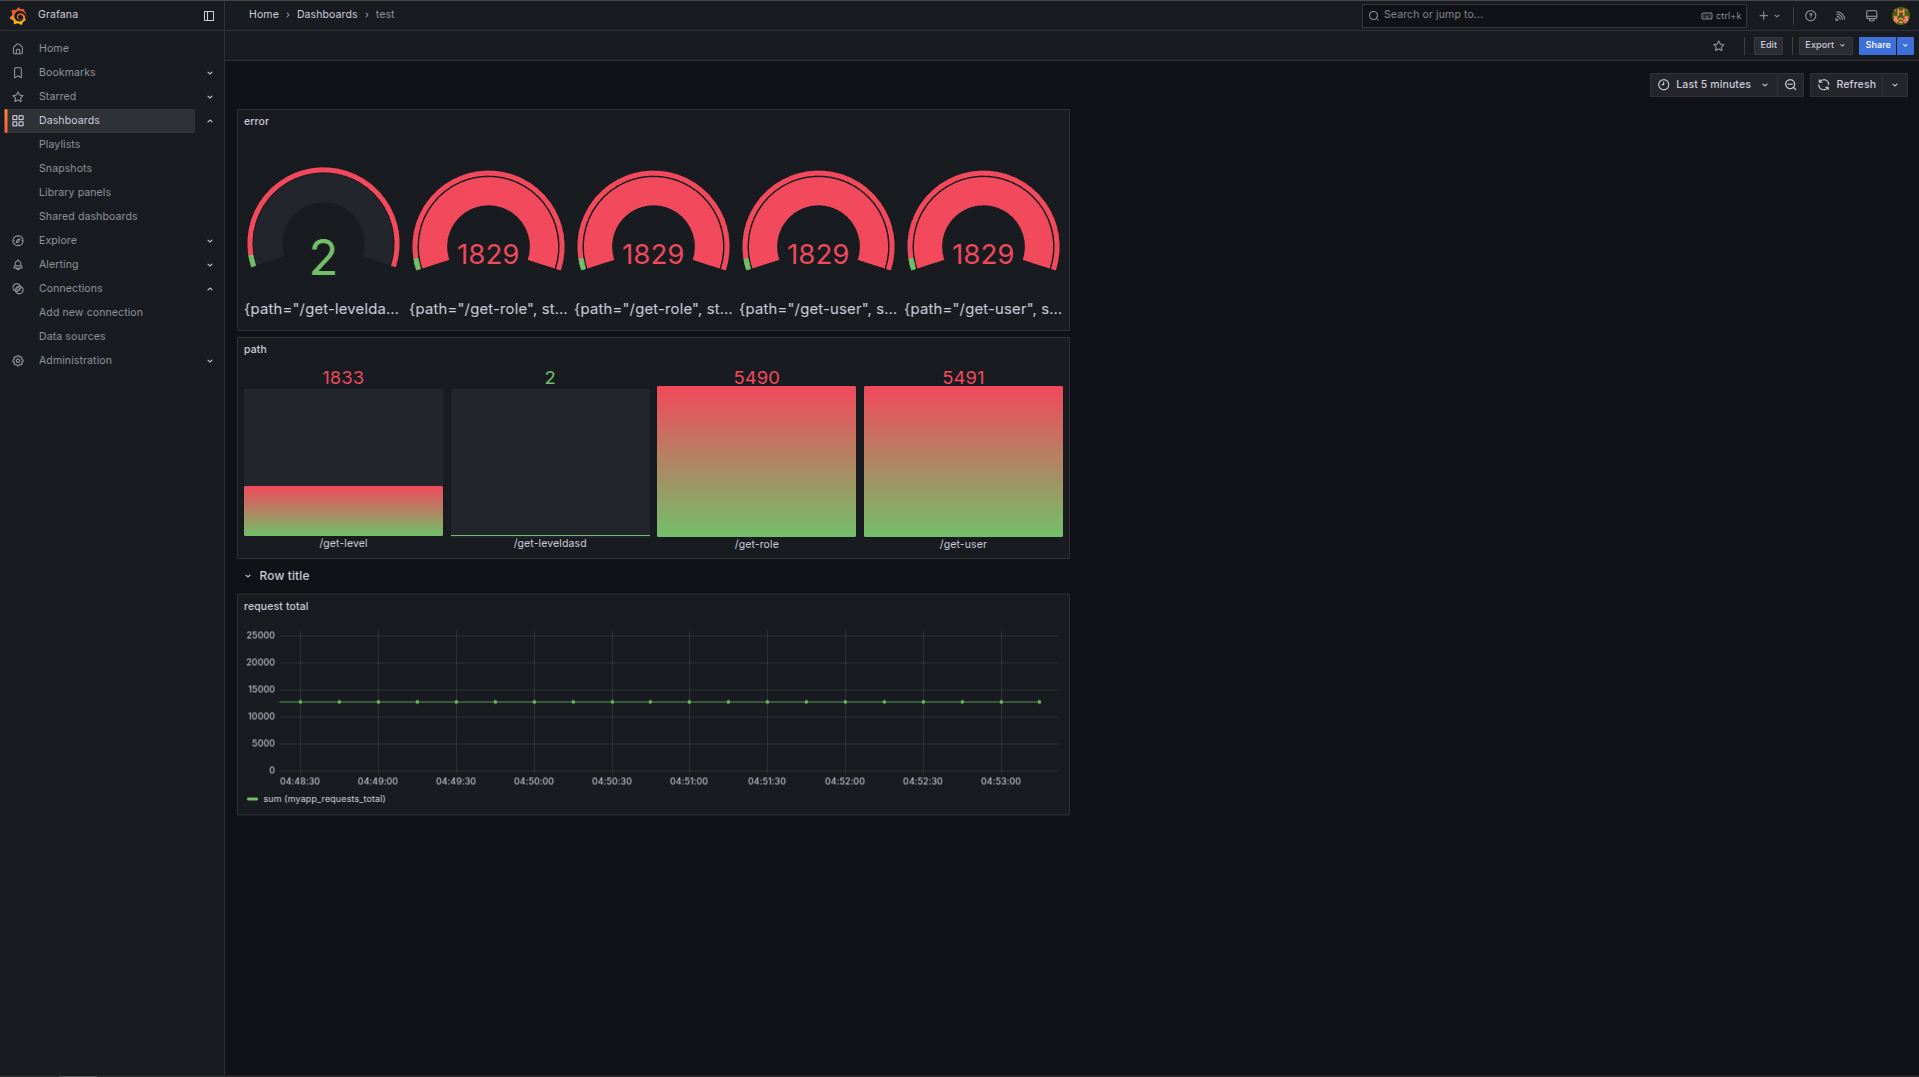 Grafana
Home › Dashboards › test
Search or jump to...
ctrl+k
Edit
Export
Share
Home
Bookmarks
Starred
Dashboards
Playlists
Snapshots
Library panels
Shared dashboards
Explore
Alerting
Connections
Add new connection
Data sources
Administration
Last 5 minutes
Refresh
error
2
1829
1829
1829
1829
{path="/get-levelda...
{path="/get-role", st...
{path="/get-role", st...
{path="/get-user", s...
{path="/get-user", s...
path
1833
2
5490
5491
/get-level
/get-leveldasd
/get-role
/get-user
Row title
request total
25000
20000
15000
10000
5000
0
04:48:30
04:49:00
04:49:30
04:50:00
04:50:30
04:51:00
04:51:30
04:52:00
04:52:30
04:53:00
sum (myapp_requests_total)